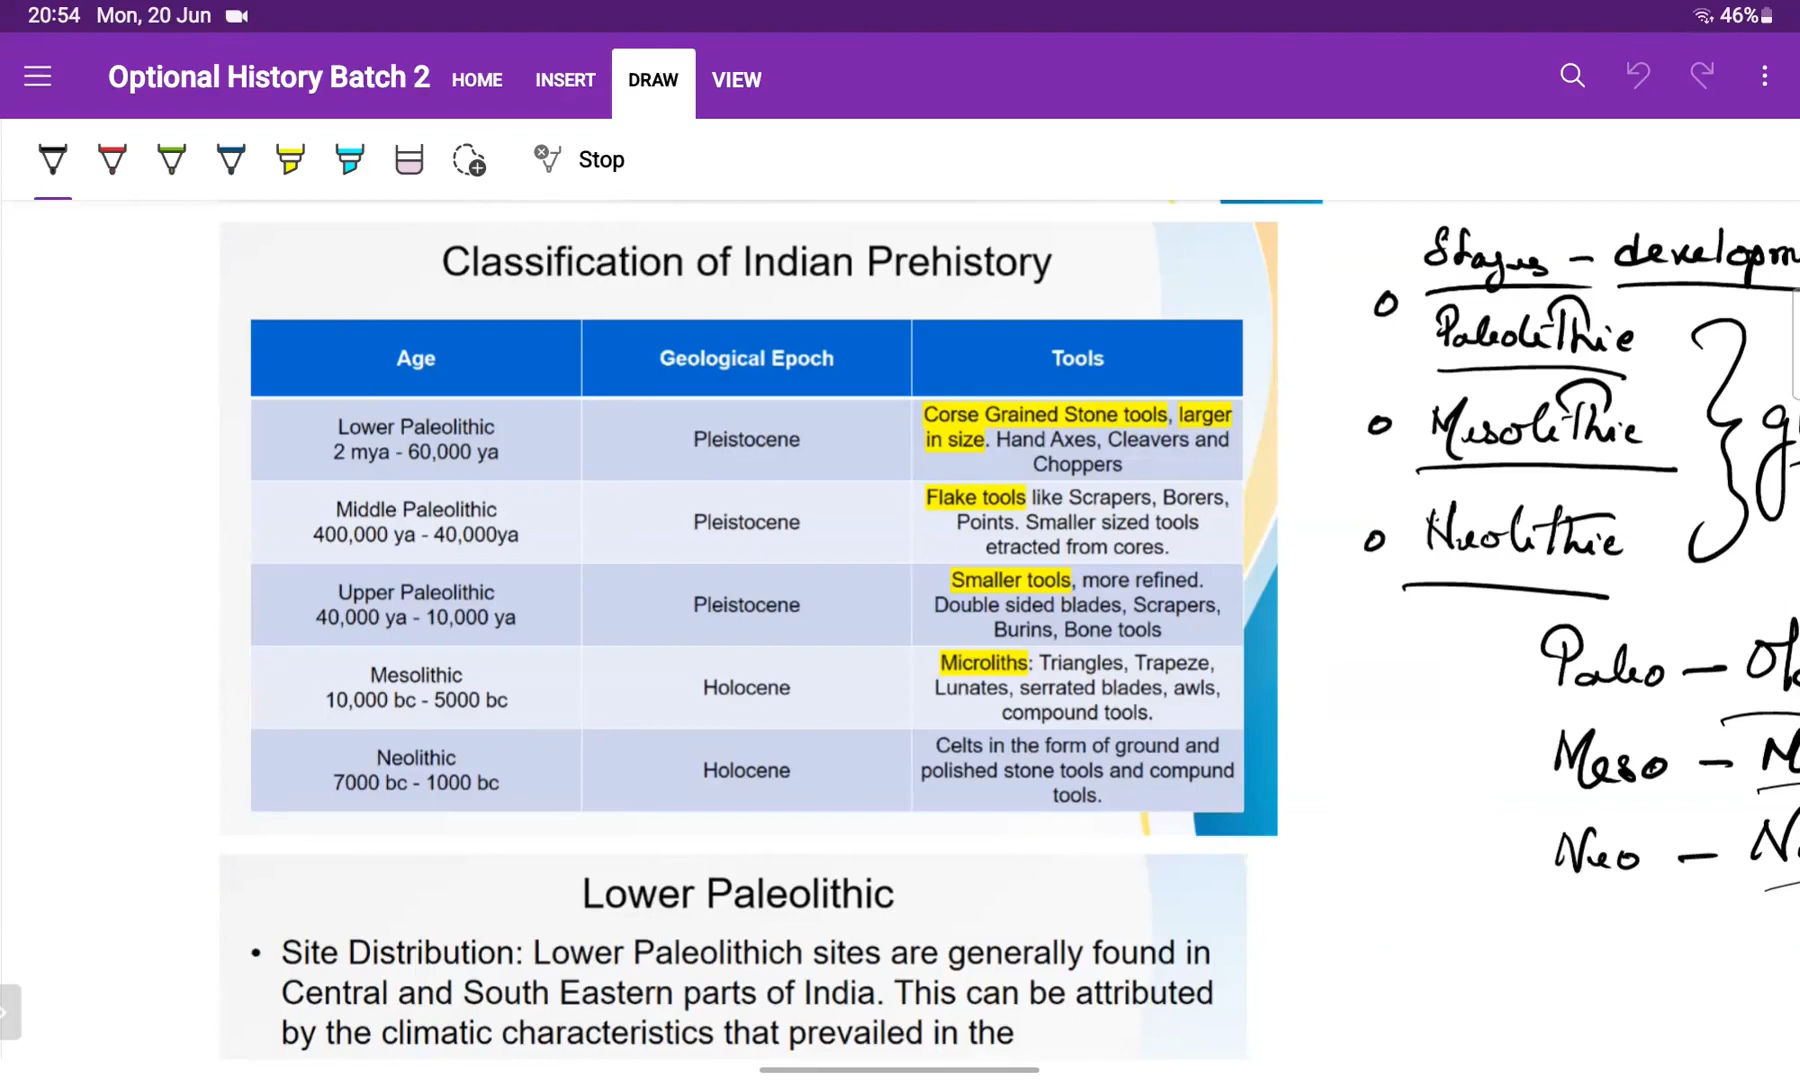 20:54 Mon, 20 Jun
46%
Optional History Batch 2 HOME INSERT DRAW VIEW
Stop
Classification of Indian Prehistory
Age Geological Epoch Tools
Lower Paleolithic
2 mya - 60,000 ya
Pleistocene
Corse Grained Stone tools, larger
in size. Hand Axes, Cleavers and
Choppers
Middle Paleolithic
400,000 ya - 40,000ya
Pleistocene
Flake tools like Scrapers, Borers,
Points. Smaller sized tools
etracted from cores.
Upper Paleolithic
40,000 ya - 10,000 ya
Pleistocene
Smaller tools, more refined.
Double sided blades, Scrapers,
Burins, Bone tools
Mesolithic
10,000 bc - 5000 bc
Holocene
Microliths: Triangles, Trapeze,
Lunates, serrated blades, awls,
compound tools.
Neolithic
7000 bc - 1000 bc
Holocene
Celts in the form of ground and
polished stone tools and compund
tools.
Lower Paleolithic
• Site Distribution: Lower Paleolithich sites are generally found in
Central and South Eastern parts of India. This can be attributed
by the climatic characteristics that prevailed in the
Stages - developm
Paleolithic
Mesolithic
Neolithic
Paleo - Ol
Meso - M
Neo - N